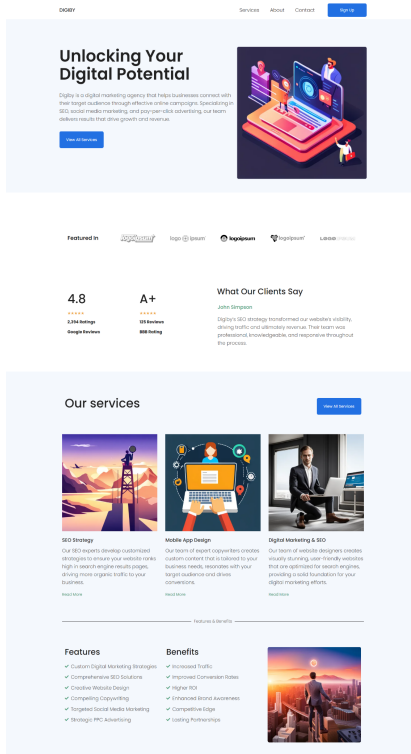 DIGIBY
Services About Contact Sign Up
Unlocking Your
Digital Potential
Digiby is a digital marketing agency that helps businesses connect with
their target audience through effective online campaigns. Specializing in
SEO, social media marketing, and pay-per-click advertising, our team
delivers results that drive growth and revenue.
View All Services
Featured In
logoipsum
logo ipsum
logoipsum
logoipsum
LOGO
4.8
2,394 Ratings
Google Reviews
A+
125 Reviews
BBB Rating
What Our Clients Say
John Simpson
Digiby's SEO strategy transformed our website's visibility,
driving traffic and ultimately revenue. Their team was
professional, knowledgeable, and responsive throughout
the process.
Our services
View All Services
SEO Strategy
Our SEO experts develop customized
strategies to ensure your website ranks
high in search engine results pages,
driving more organic traffic to your
business.
Read More
Mobile App Design
Our team of expert copywriters creates
custom content that is tailored to your
business needs, resonates with your
target audience and drives
conversions.
Read More
Digital Marketing & SEO
Our team of website designers creates
visually stunning, user-friendly websites
that are optimized for search engines,
providing a solid foundation for your
digital marketing efforts.
Read More
Features & Benefits
Features
Custom Digital Marketing Strategies
Comprehensive SEO Solutions
Creative Website Design
Compelling Copywriting
Targeted Social Media Marketing
Strategic PPC Advertising
Benefits
Increased Traffic
Improved Conversion Rates
Higher ROI
Enhanced Brand Awareness
Competitive Edge
Lasting Partnerships